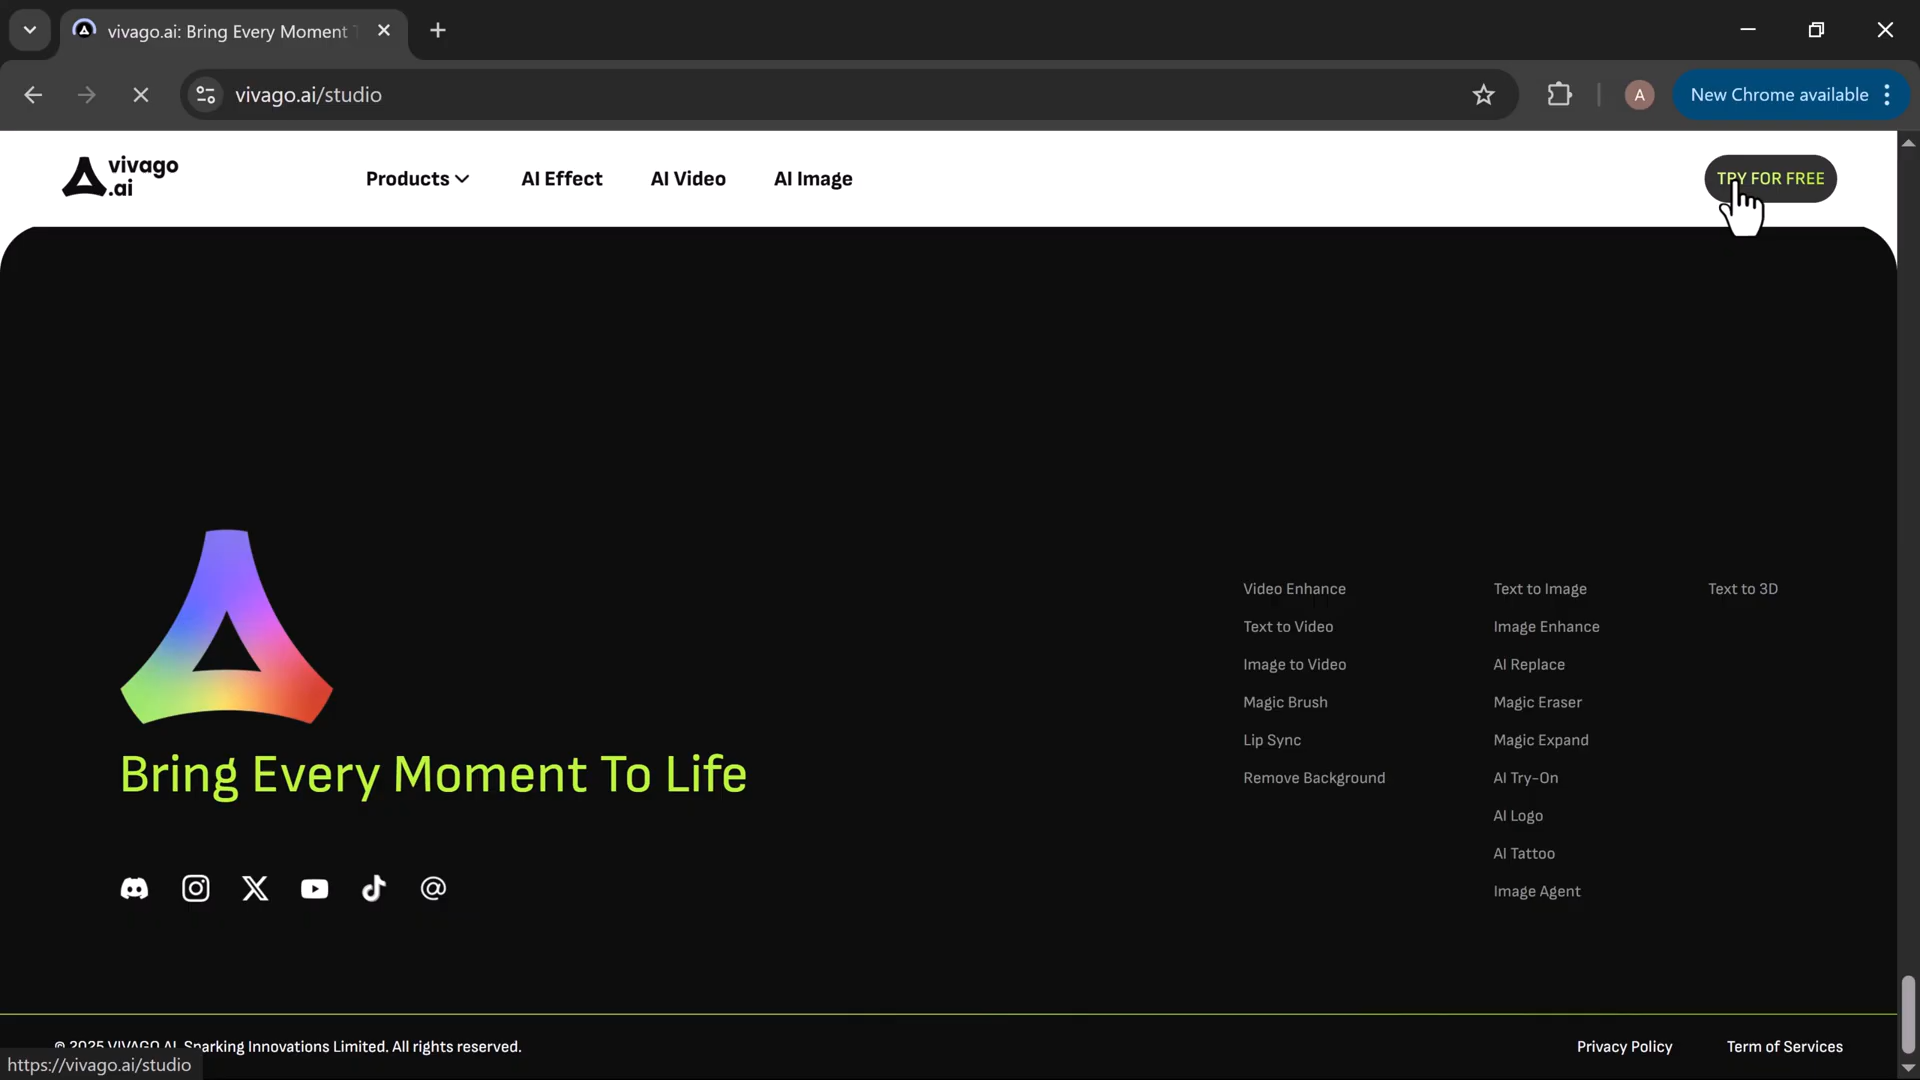 vivago.ai: Bring Every Moment T
vivago.ai/studio
A
New Chrome available
vivago
.ai
Products
AI Effect
AI Video
AI Image
TRY FOR FREE
Video Enhance
Text to Video
Image to Video
Magic Brush
Lip Sync
Remove Background
Text to Image
Image Enhance
AI Replace
Magic Eraser
Magic Expand
AI Try-On
AI Logo
AI Tattoo
Image Agent
Text to 3D
Bring Every Moment To Life
© 2025 VIVAGO AI, Sparking Innovations Limited. All rights reserved.
Privacy Policy
Term of Services
https://vivago.ai/studio